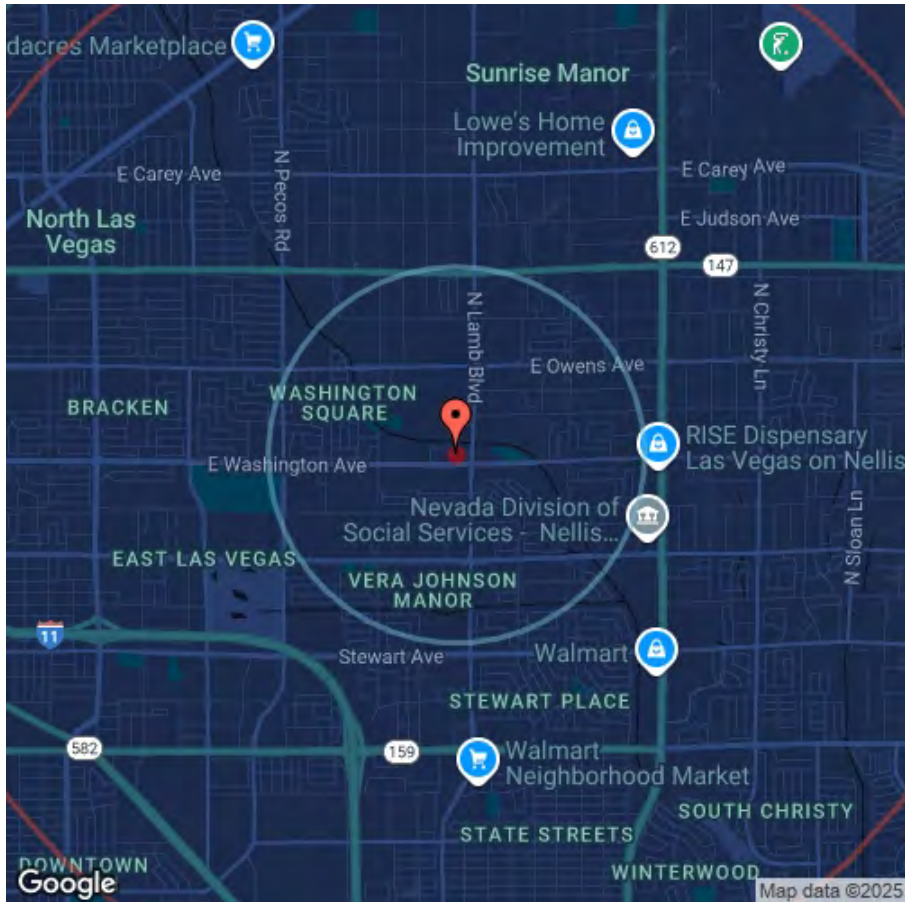 dacres Marketplace
Sunrise Manor
Lowe's Home
Improvement
E Carey Ave
E Carey Ave
N Pecos Rd
E Judson Ave
North Las
Vegas
612
147
N Lamb Blvd
N Christy Ln
E Owens Ave
WASHINGTON
SQUARE
BRACKEN
RISE Dispensary
Las Vegas on Nellis
E Washington Ave
Nevada Division of
Social Services - Nellis...
N Sloan Ln
EAST LAS VEGAS
VERA JOHNSON
MANOR
11
Stewart Ave
Walmart
STEWART PLACE
582
159
Walmart
Neighborhood Market
SOUTH CHRISTY
STATE STREETS
DOWNTOWN
WINTERWOOD
Google
Map data ©2025